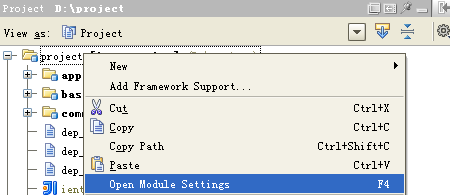 Project D:\project
View as: Project
project
New
app
Add Framework Support...
bas
Cut Ctrl+X
com
Copy Ctrl+C
dep_
Copy Path Ctrl+Shift+C
dep_
Paste Ctrl+V
dep_
Open Module Settings F4
ient